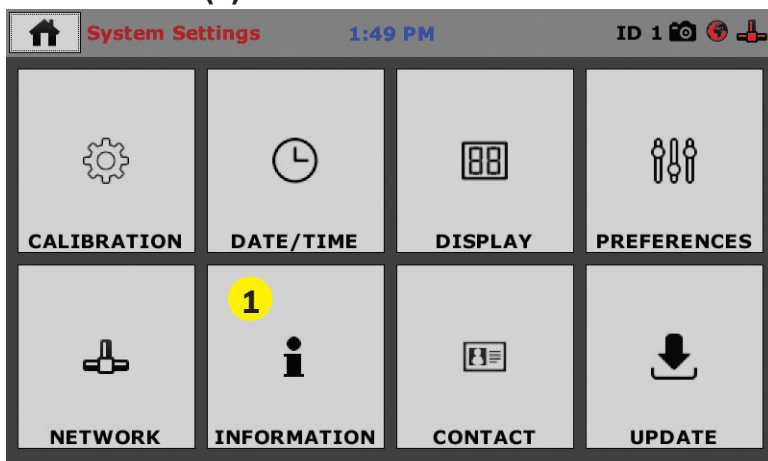 System Settings 1:49 PM ID 1
CALIBRATION DATE/TIME DISPLAY PREFERENCES
1
NETWORK INFORMATION CONTACT UPDATE